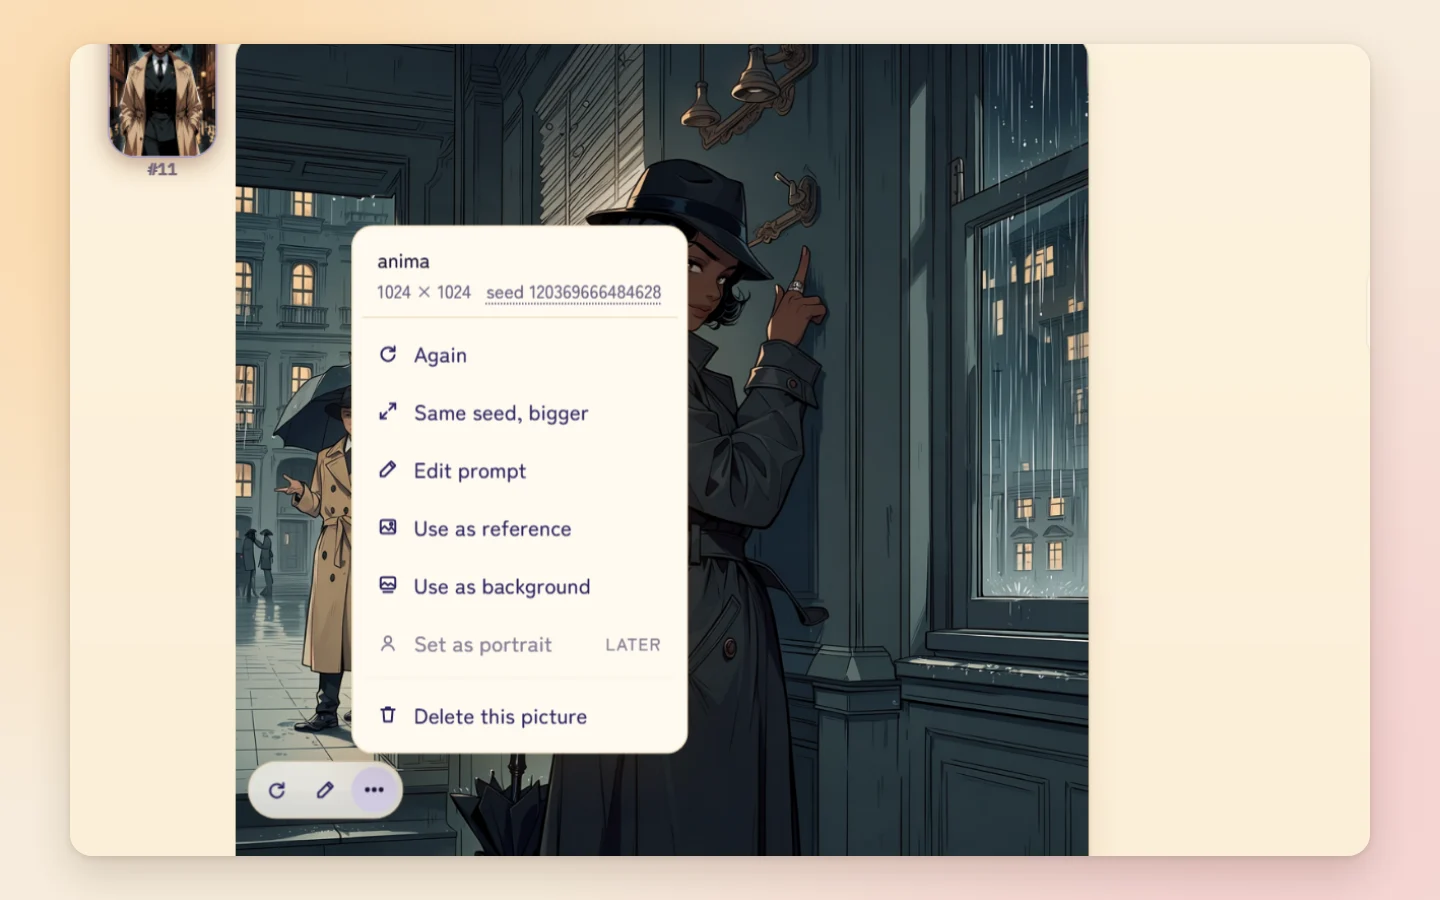 #11
anima
1024 × 1024 seed 120369666484628
Again
Same seed, bigger
Edit prompt
Use as reference
Use as background
Set as portrait LATER
Delete this picture